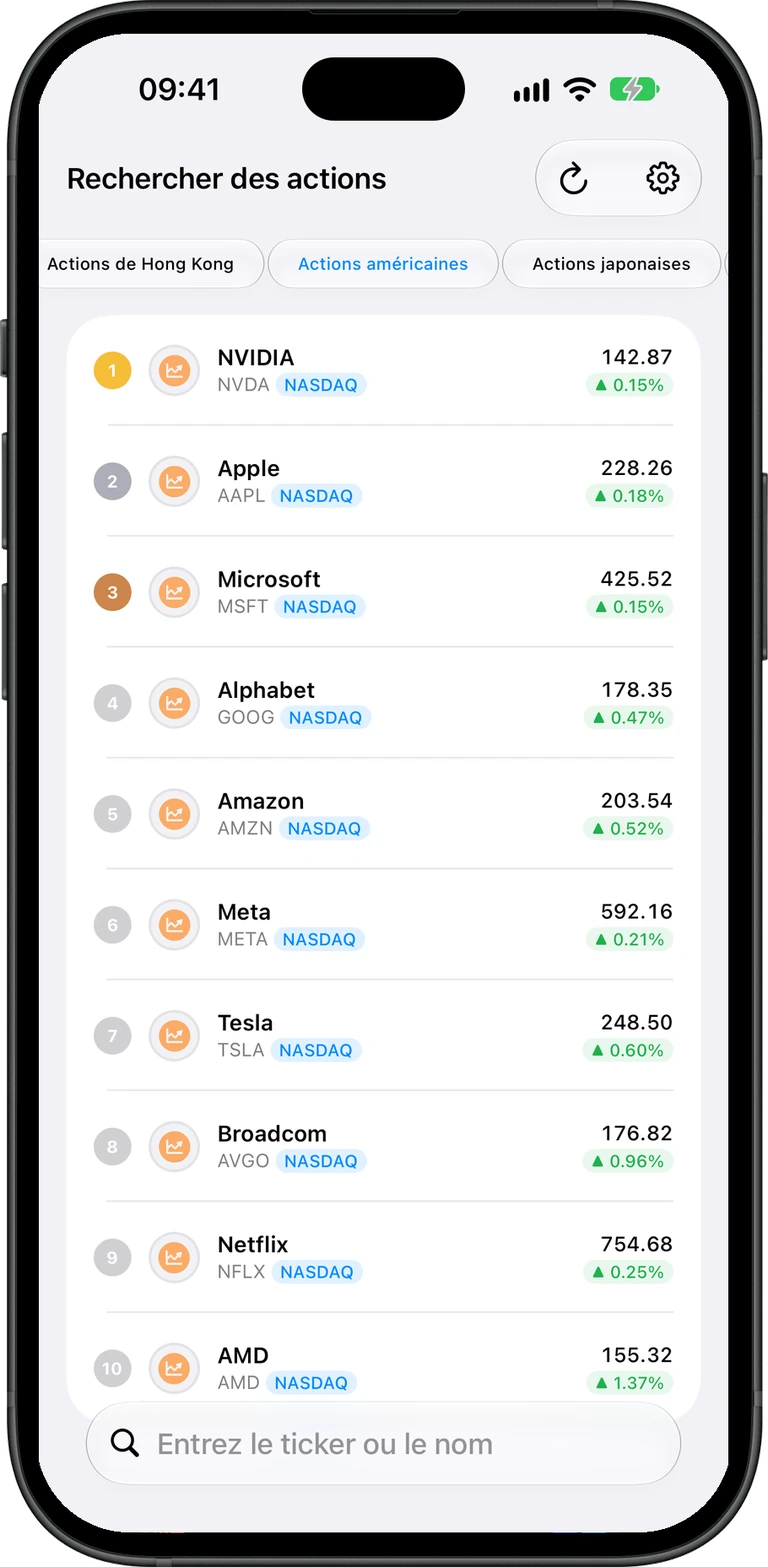 09:41
Rechercher des actions
Actions de Hong Kong
Actions américaines
Actions japonaises
1 NVIDIA 142.87
NVDA NASDAQ ▲ 0.15%
2 Apple 228.26
AAPL NASDAQ ▲ 0.18%
3 Microsoft 425.52
MSFT NASDAQ ▲ 0.15%
4 Alphabet 178.35
GOOG NASDAQ ▲ 0.47%
5 Amazon 203.54
AMZN NASDAQ ▲ 0.52%
6 Meta 592.16
META NASDAQ ▲ 0.21%
7 Tesla 248.50
TSLA NASDAQ ▲ 0.60%
8 Broadcom 176.82
AVGO NASDAQ ▲ 0.96%
9 Netflix 754.68
NFLX NASDAQ ▲ 0.25%
10 AMD 155.32
AMD NASDAQ ▲ 1.37%
Entrez le ticker ou le nom